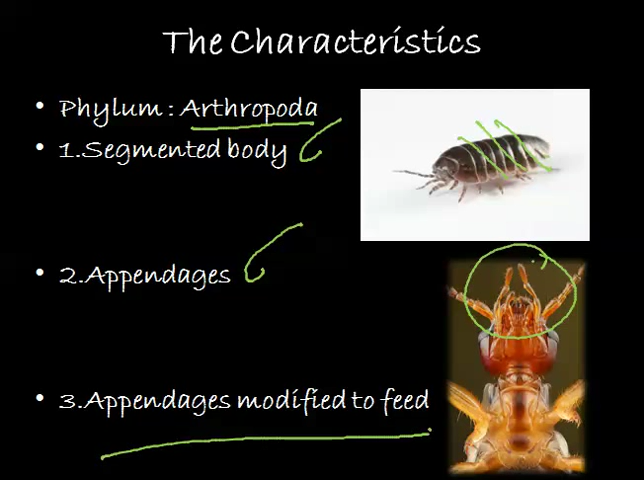 The Characteristics
• Phylum : Arthropoda
• 1.Segmented body
• 2.Appendages
• 3.Appendages modified to feed